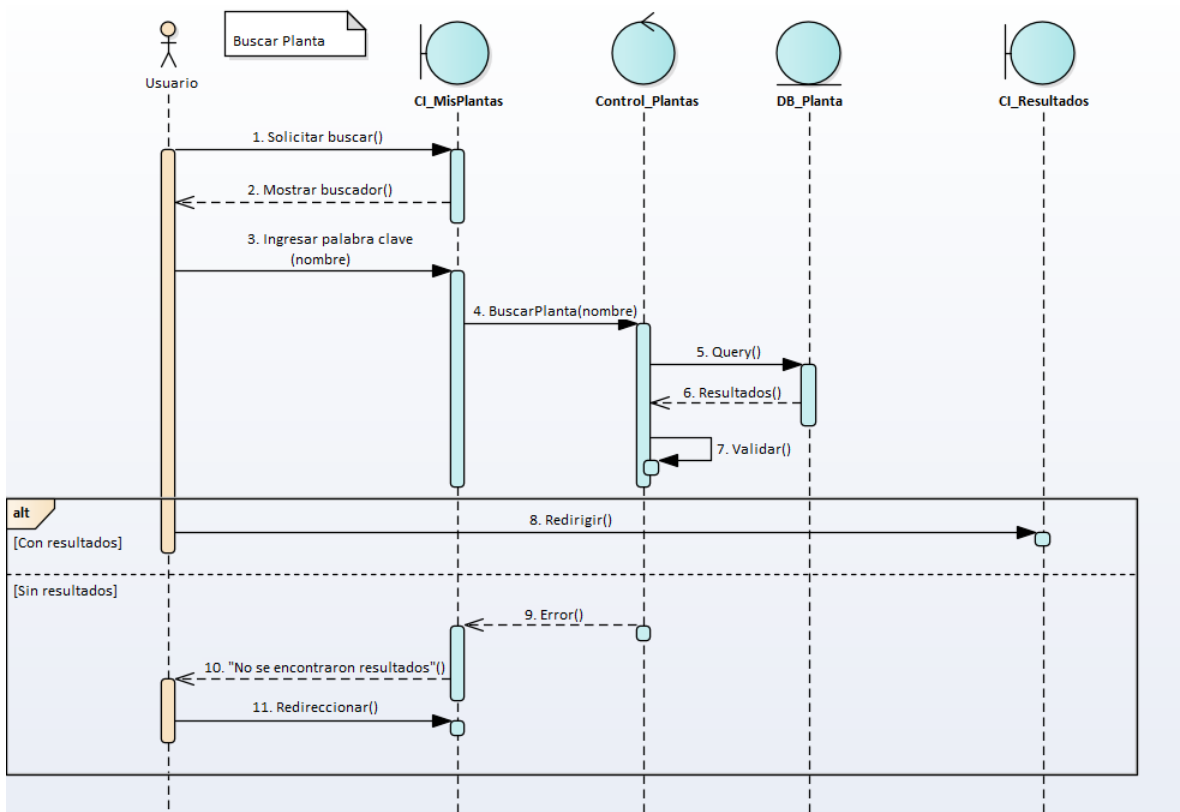 Buscar Planta
Usuario
CI_MisPlantas
Control_Plantas
DB_Planta
CI_Resultados
1. Solicitar buscar()
2. Mostrar buscador()
3. Ingresar palabra clave
(nombre)
4. BuscarPlanta(nombre)
5. Query()
6. Resultados()
7. Validar()
alt
8. Redirigir()
[Con resultados]
[Sin resultados]
9. Error()
10. "No se encontraron resultados"()
11. Redireccionar()